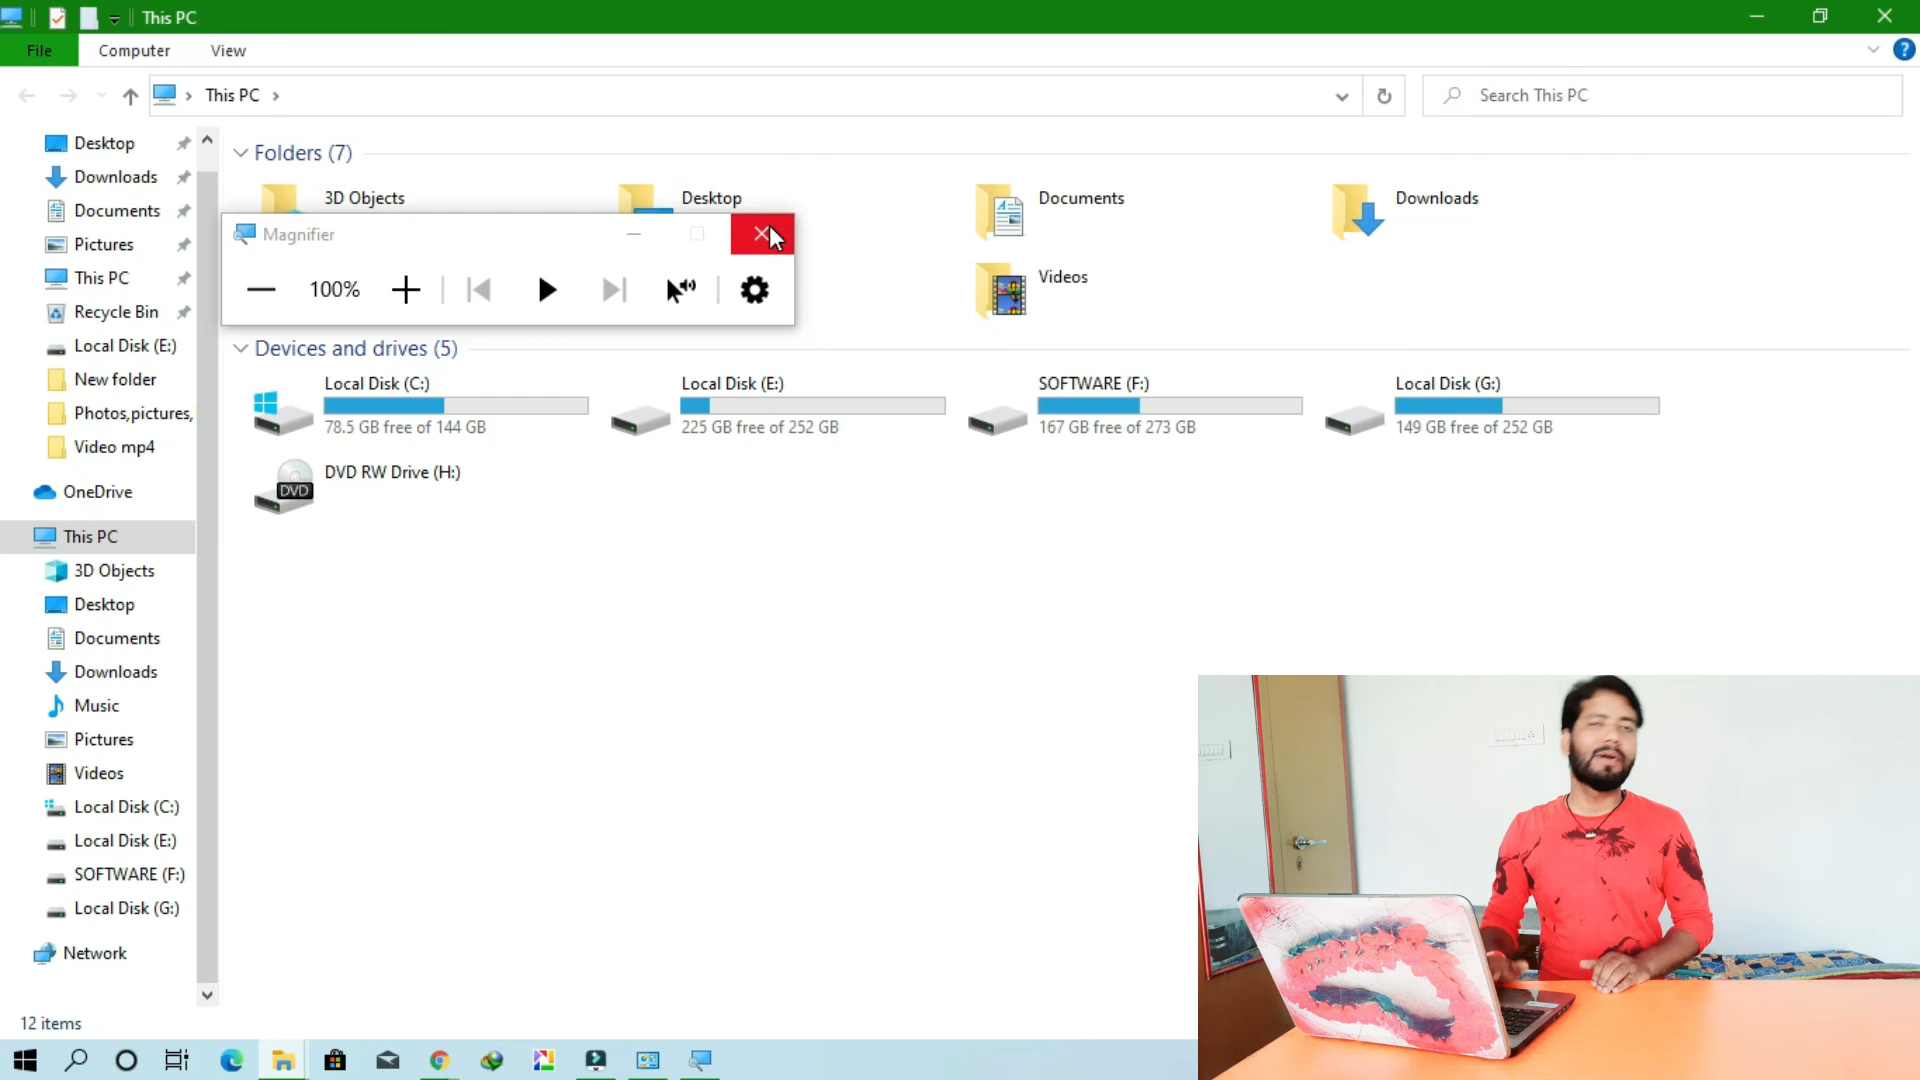 This PC
File Computer View
This PC
Search This PC
Desktop
Downloads
Documents
Pictures
This PC
Recycle Bin
Local Disk (E:)
New folder
Photos,pictures,
Video mp4
OneDrive
This PC
3D Objects
Desktop
Documents
Downloads
Music
Pictures
Videos
Local Disk (C:)
Local Disk (E:)
SOFTWARE (F:)
Local Disk (G:)
Network
Folders (7)
3D Objects
Desktop
Documents
Downloads
Magnifier
100%
Videos
Devices and drives (5)
Local Disk (C:)
78.5 GB free of 144 GB
Local Disk (E:)
225 GB free of 252 GB
SOFTWARE (F:)
167 GB free of 273 GB
Local Disk (G:)
149 GB free of 252 GB
DVD RW Drive (H:)
DVD
12 items